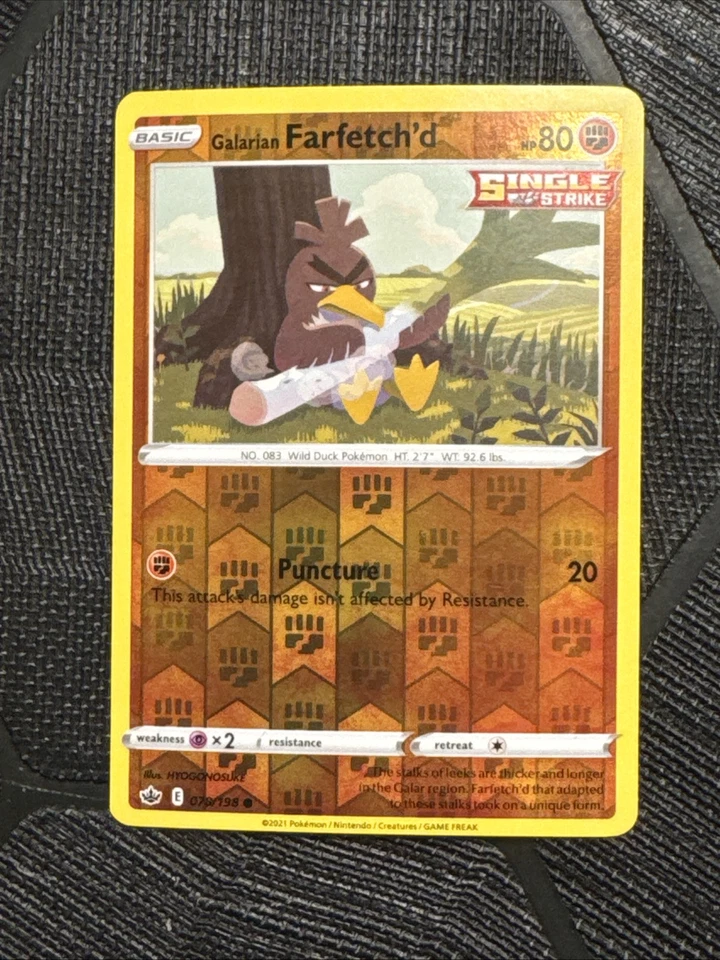 BASIC Galarian Farfetch'd HP 80
SINGLE
STRIKE
NO. 083 Wild Duck Pokémon HT. 2'7" WT. 92.6 lbs.
Puncture 20
This attack's damage isn't affected by Resistance.
weakness ×2 resistance retreat
Illus. HYOGONOSUKE
The stalks of leeks are thicker and longer
in the Galar region. Farfetch'd that adapted
to these stalks took on a unique form.
E 078/198
©2021 Pokémon / Nintendo / Creatures / GAME FREAK